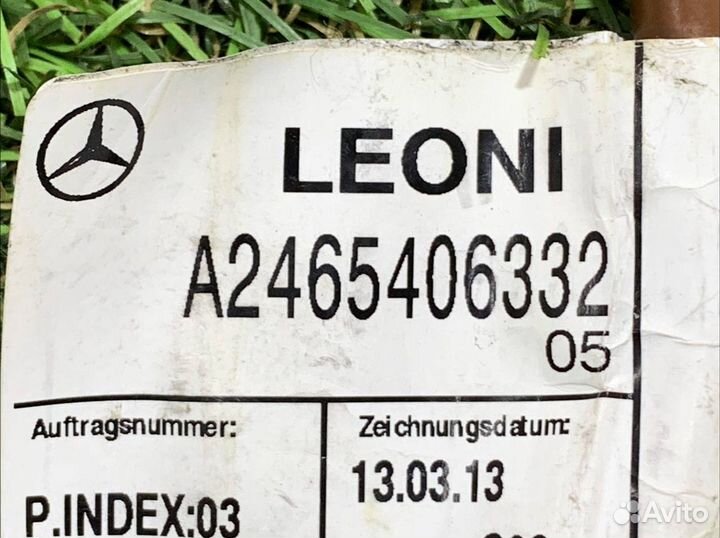 LEONI
A2465406332
05
Auftragsnummer:
Zeichnungsdatum:
13.03.13
P.INDEX:03
Avito